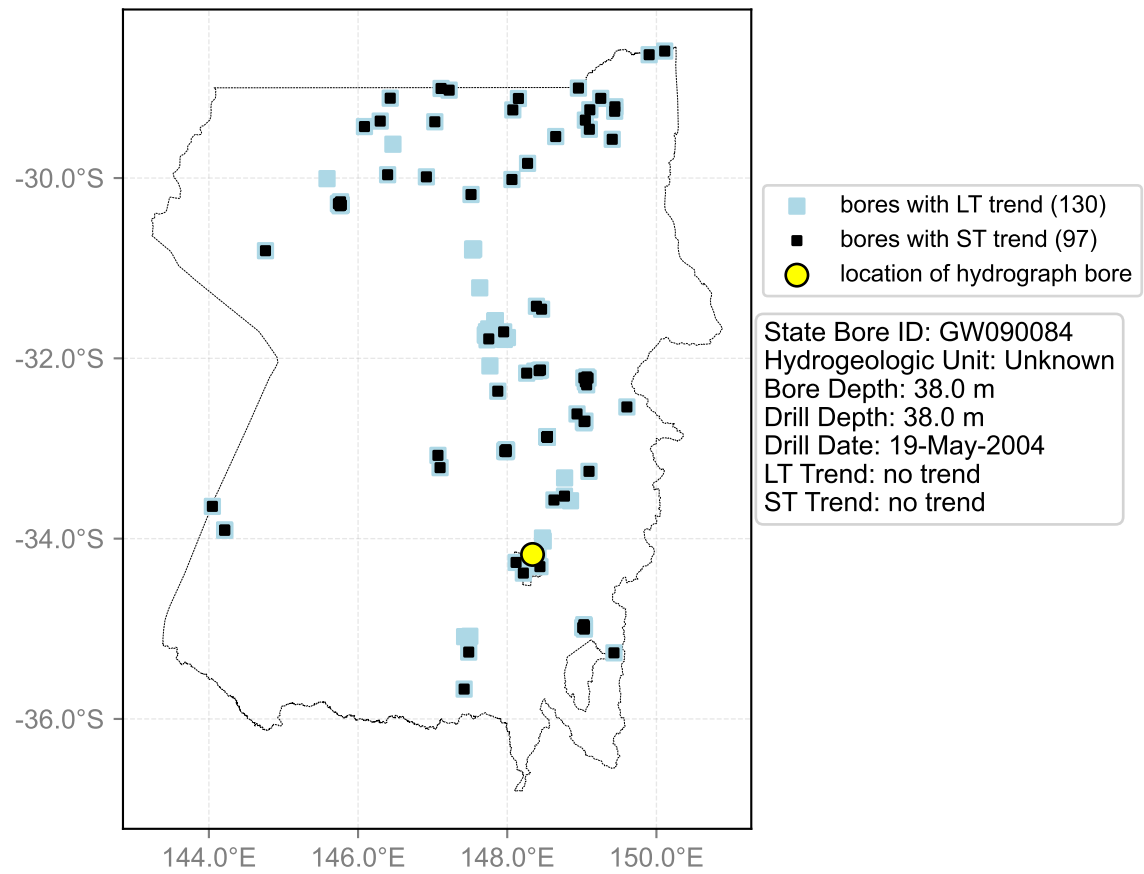 -30.0°S
-32.0°S
-34.0°S
-36.0°S
144.0°E
146.0°E
148.0°E
150.0°E
bores with LT trend (130)
bores with ST trend (97)
location of hydrograph bore
State Bore ID: GW090084
Hydrogeologic Unit: Unknown
Bore Depth: 38.0 m
Drill Depth: 38.0 m
Drill Date: 19-May-2004
LT Trend: no trend
ST Trend: no trend